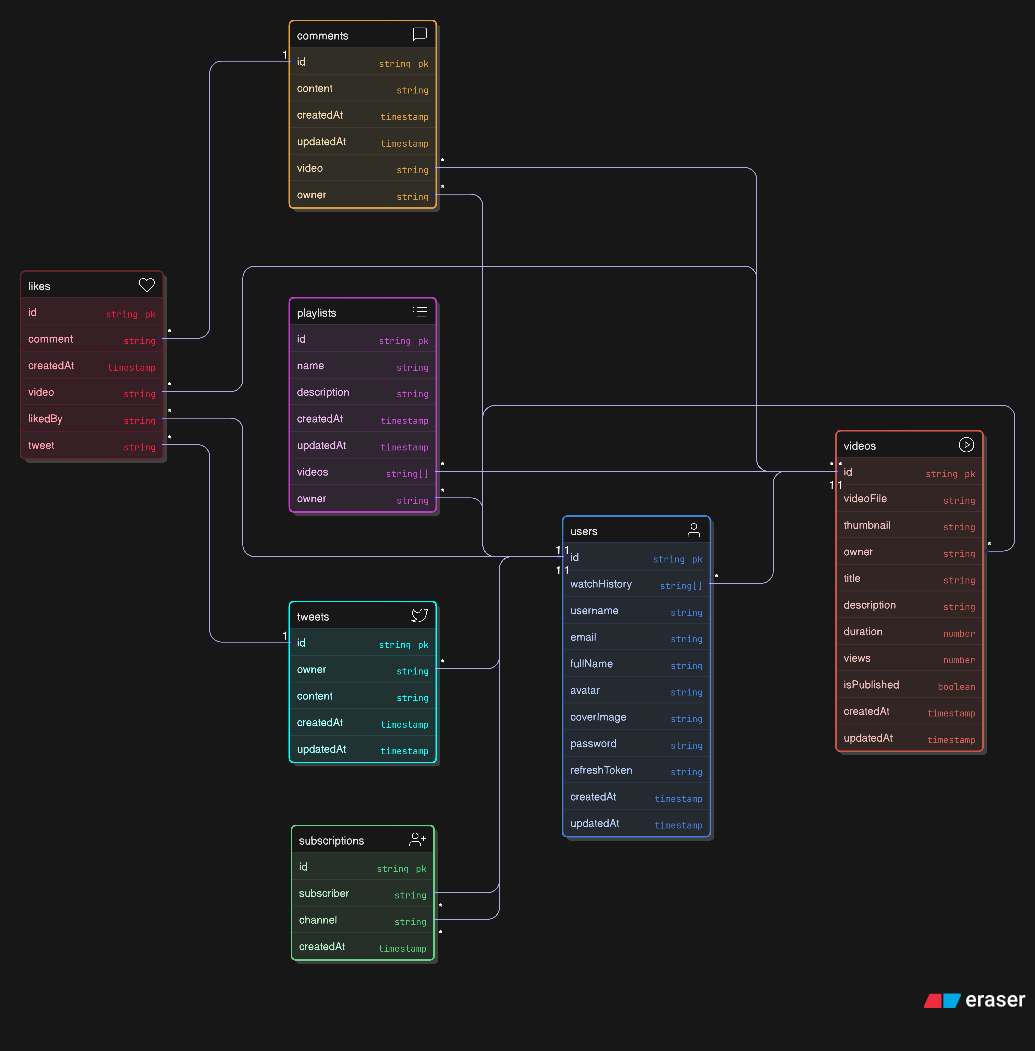 comments
1
id string pk
content string
createdAt timestamp
updatedAt timestamp
*
video string
*
owner string
likes
id string pk
*
comment string
createdAt timestamp
*
video string
*
likedBy string
*
tweet string
playlists
id string pk
name string
description string
createdAt timestamp
updatedAt timestamp
*
videos string[]
*
owner string
videos
* *
id string pk
1 1
videoFile string
thumbnail string
*
owner string
title string
description string
duration number
views number
isPublished boolean
createdAt timestamp
updatedAt timestamp
users
1 1
id string pk
1 1
*
watchHistory string[]
username string
email string
fullName string
avatar string
coverImage string
password string
refreshToken string
createdAt timestamp
updatedAt timestamp
tweets
1
id string pk
*
owner string
content string
createdAt timestamp
updatedAt timestamp
subscriptions
id string pk
subscriber string
*
channel string
*
createdAt timestamp
eraser